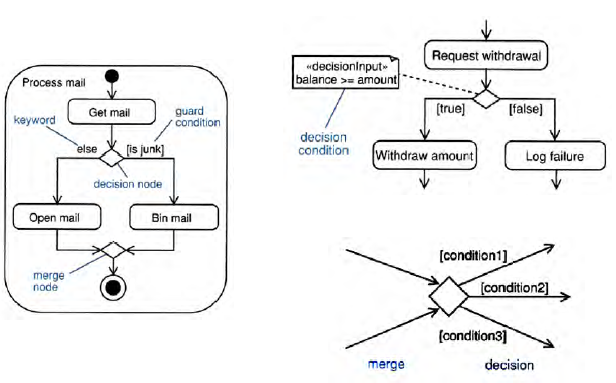 Process mail
Get mail
keyword
guard
condition
else
[is junk]
decision node
Open mail
Bin mail
merge
node
Request withdrawal
«decisionInput»
balance >= amount
[true]
[false]
decision
condition
Withdraw amount
Log failure
[condition1]
[condition2]
[condition3]
merge
decision